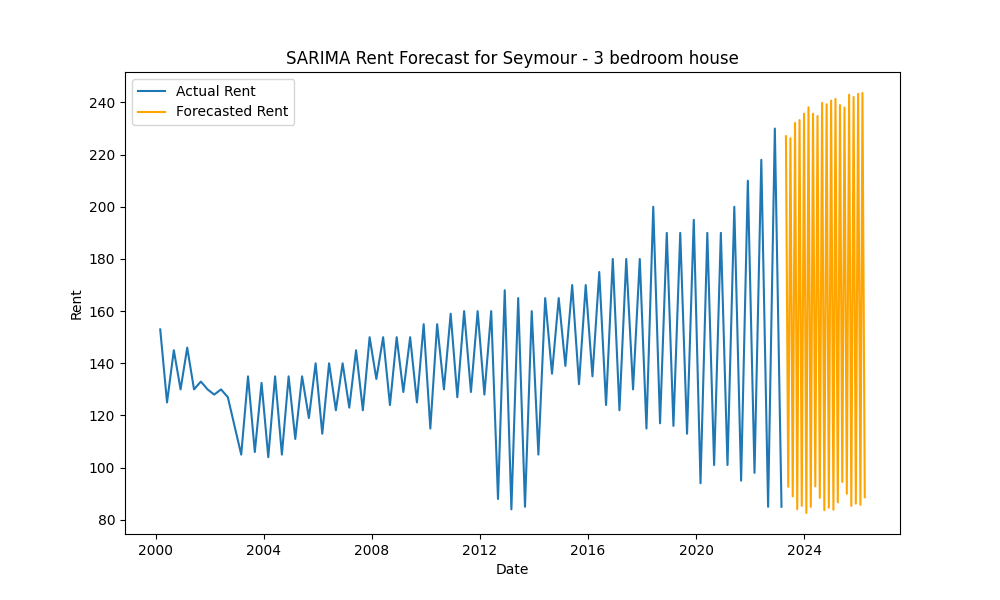 SARIMA Rent Forecast for Seymour - 3 bedroom house
Actual Rent
Forecasted Rent
240
220
200
180
160
140
120
100
80
Rent
2000 2004 2008 2012 2016 2020 2024
Date